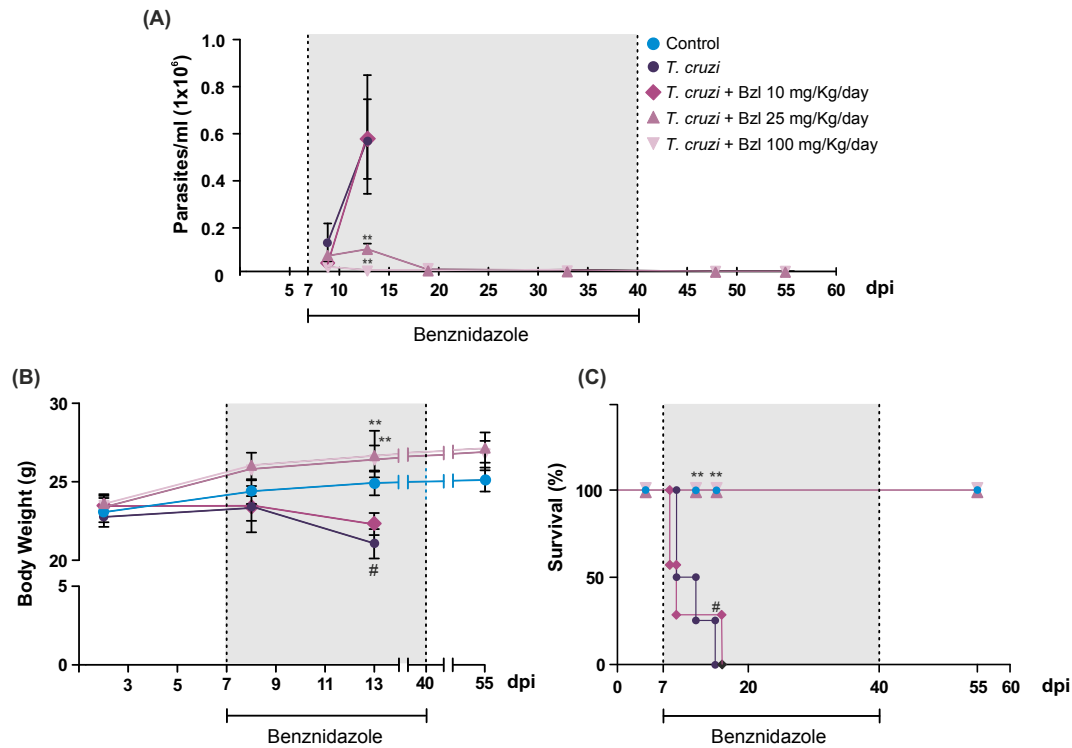 (A)
Parasites/ml (1x10⁶)
1.0
0.8
0.6
0.4
0.2
0
5 7 10 15 20 25 30 35 40 45 50 55 60 dpi
** 
**
Benznidazole
Control
T. cruzi
T. cruzi + Bzl 10 mg/Kg/day
T. cruzi + Bzl 25 mg/Kg/day
T. cruzi + Bzl 100 mg/Kg/day
(B)
Body Weight (g)
30
25
20
5
0
**
**
#
3 7 9 11 13 40 55 dpi
Benznidazole
(C)
Survival (%)
100
50
0
** **
#
0 7 20 40 55 60 dpi
Benznidazole